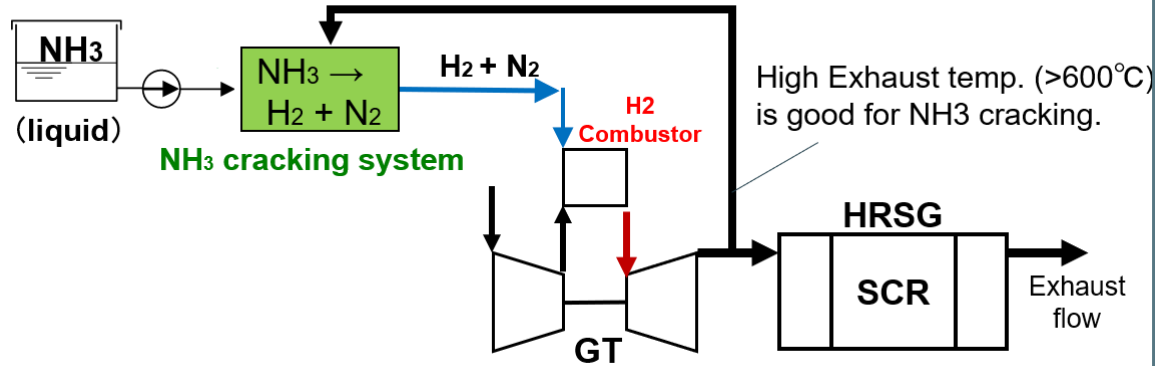 NH3
(liquid)
NH3 →
H2 + N2
NH3 cracking system
H2 + N2
H2
Combustor
High Exhaust temp. (>600℃)
is good for NH3 cracking.
GT
HRSG
SCR
Exhaust
flow